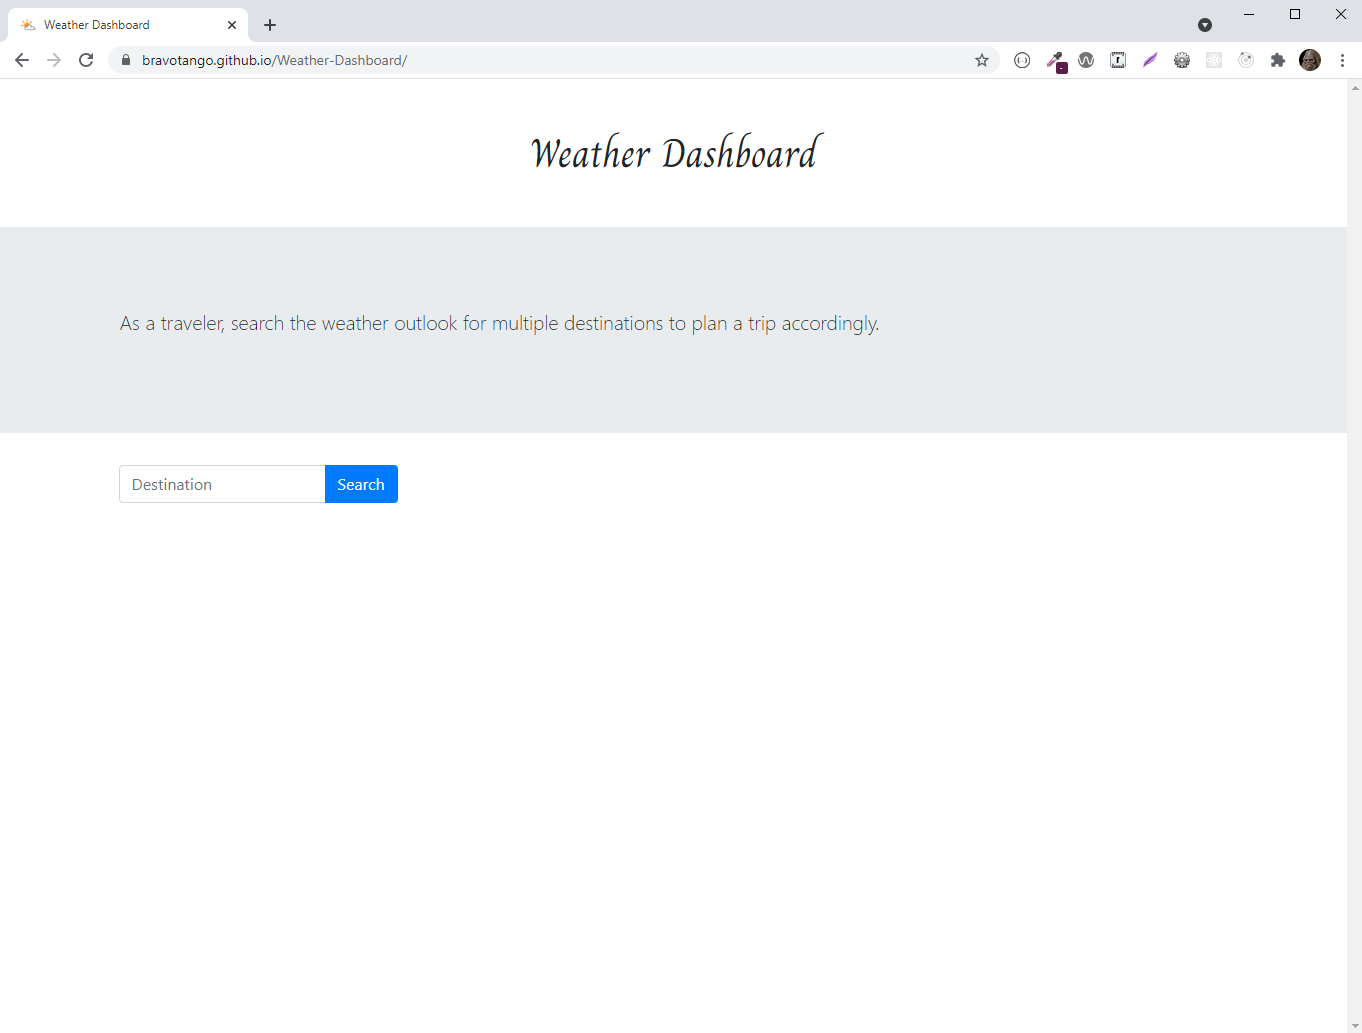 Weather Dashboard
bravotango.github.io/Weather-Dashboard/
Weather Dashboard
As a traveler, search the weather outlook for multiple destinations to plan a trip accordingly.
Destination
Search